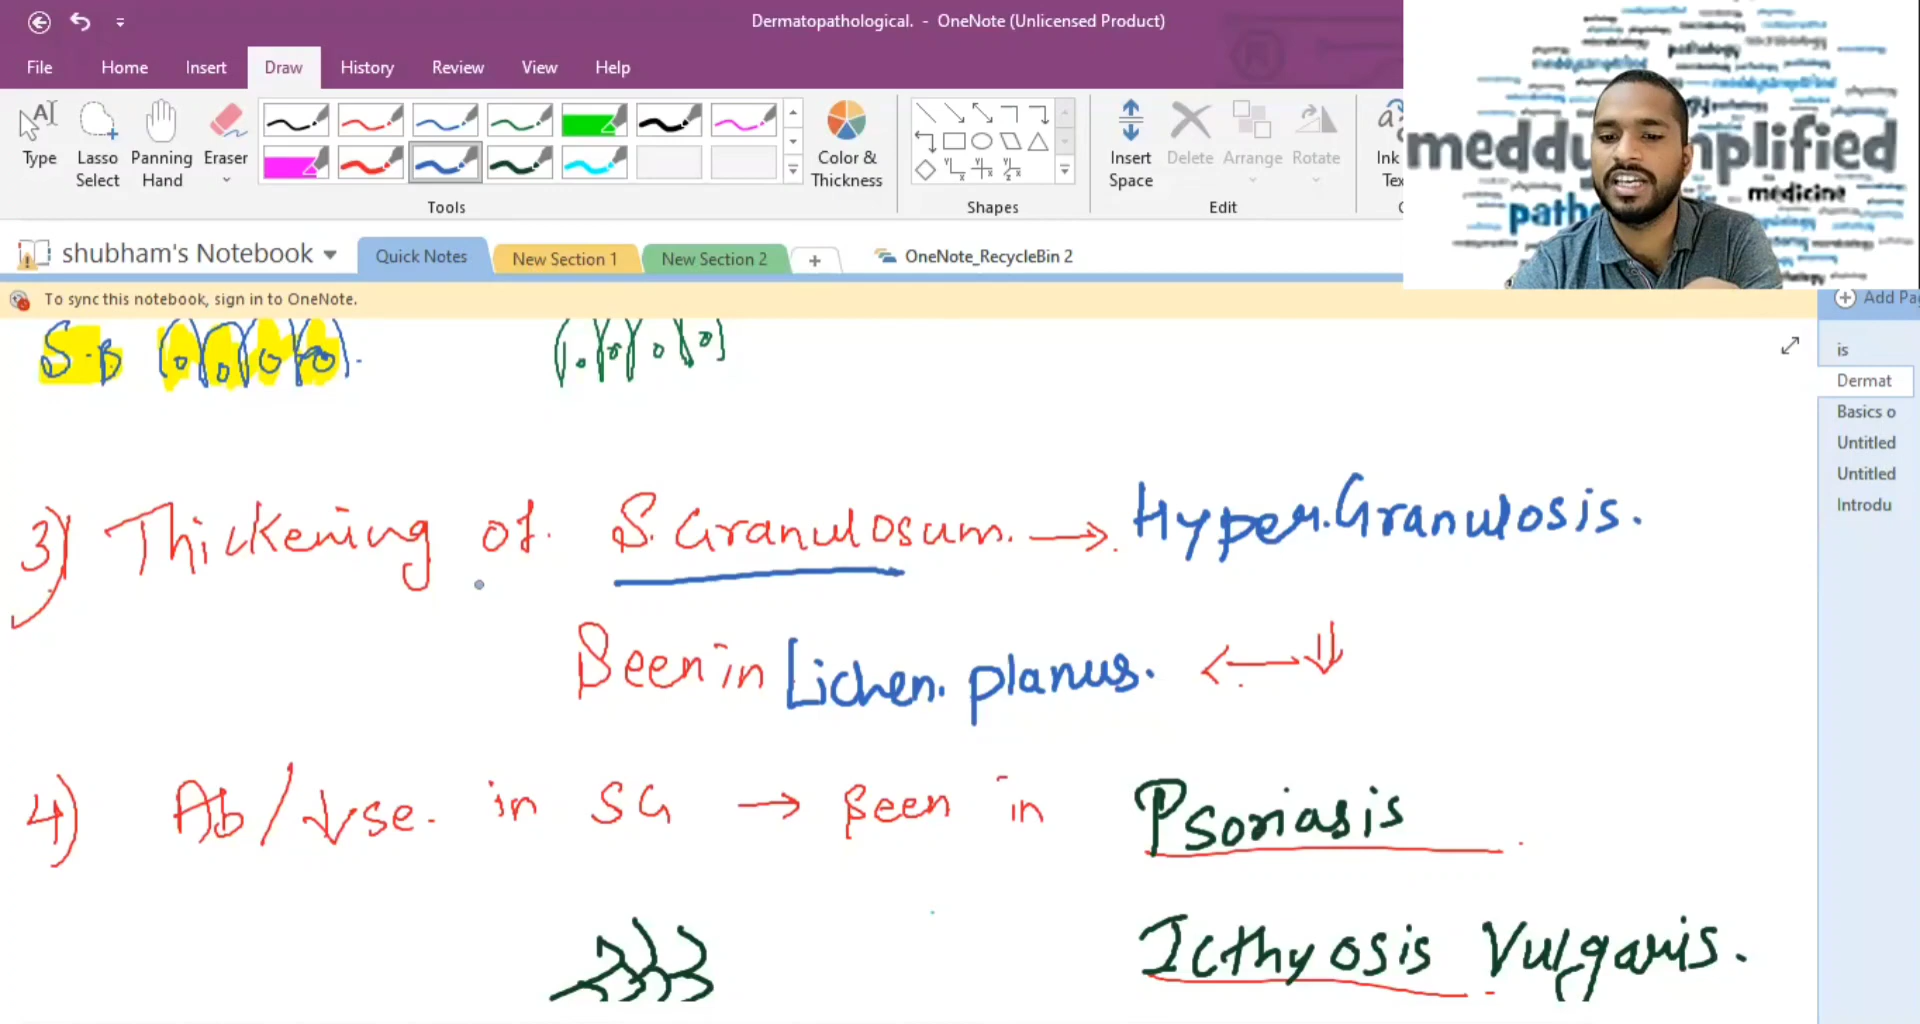 Dermatopathological. - OneNote (Unlicensed Product)
File Home Insert Draw History Review View Help
Type
Lasso Select
Panning Hand
Eraser
Color & Thickness
Insert Space
Delete
Arrange
Rotate
Ink
Tex
Tools
Shapes
Edit
shubham's Notebook
Quick Notes
New Section 1
New Section 2
OneNote_RecycleBin 2
To sync this notebook, sign in to OneNote.
Add Pa
is
Dermat
Basics o
Untitled
Untitled
Introdu
medicine
pathology
S.B
3) Thickening of S. Granulosum. → Hyper.Granulosis.
Seen in Lichen. planus. ← ⇓
4) Ab/↓se. in SG → seen in Psoriasis
Icthyosis Vulgaris.